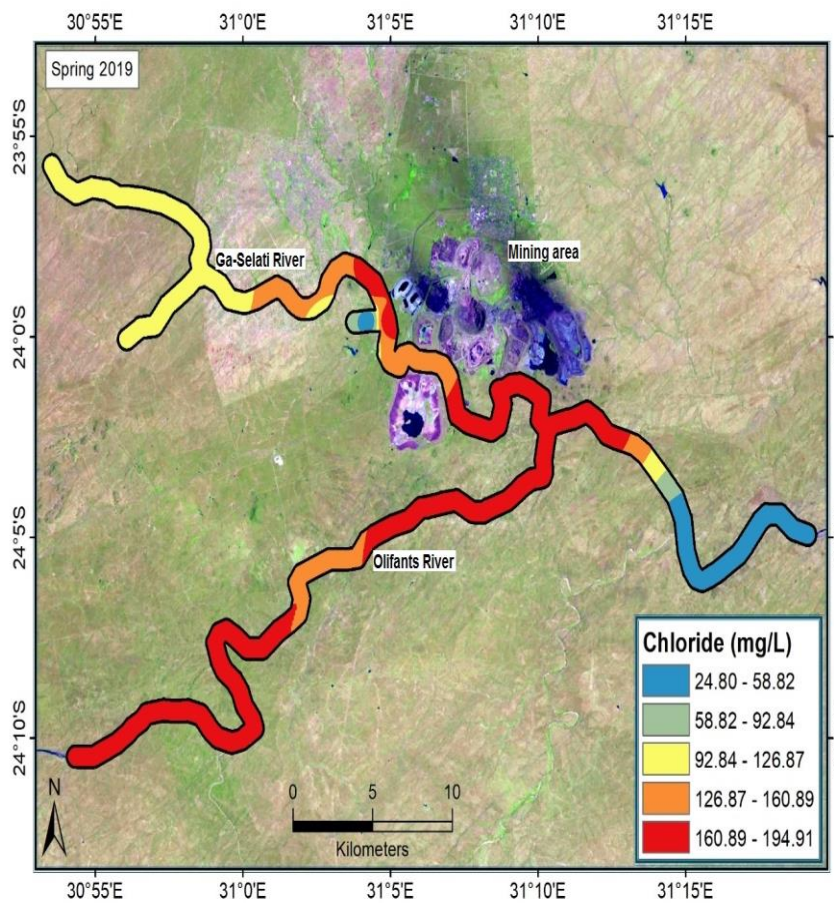 30°55'E 31°0'E 31°5'E 31°10'E 31°15'E
Spring 2019
23°55'S
Ga-Selati River
Mining area
24°0'S
24°5'S
Olifants River
24°10'S
N
0 5 10
Kilometers
Chloride (mg/L)
24.80 - 58.82
58.82 - 92.84
92.84 - 126.87
126.87 - 160.89
160.89 - 194.91
30°55'E 31°0'E 31°5'E 31°10'E 31°15'E